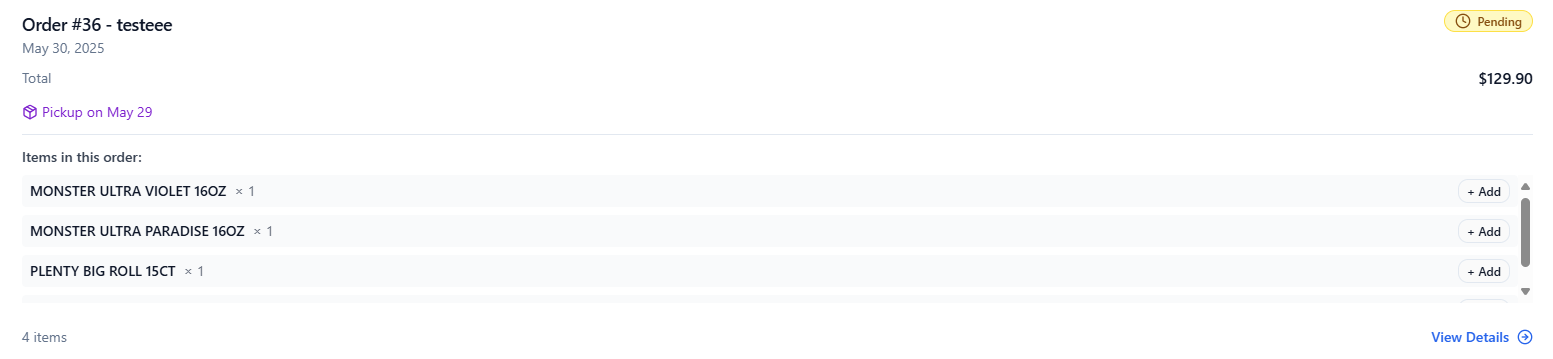 Order #36 - testeee
Pending
May 30, 2025
Total
$129.90
Pickup on May 29
Items in this order:
MONSTER ULTRA VIOLET 16OZ × 1
+ Add
MONSTER ULTRA PARADISE 16OZ × 1
+ Add
PLENTY BIG ROLL 15CT × 1
+ Add
4 items
View Details